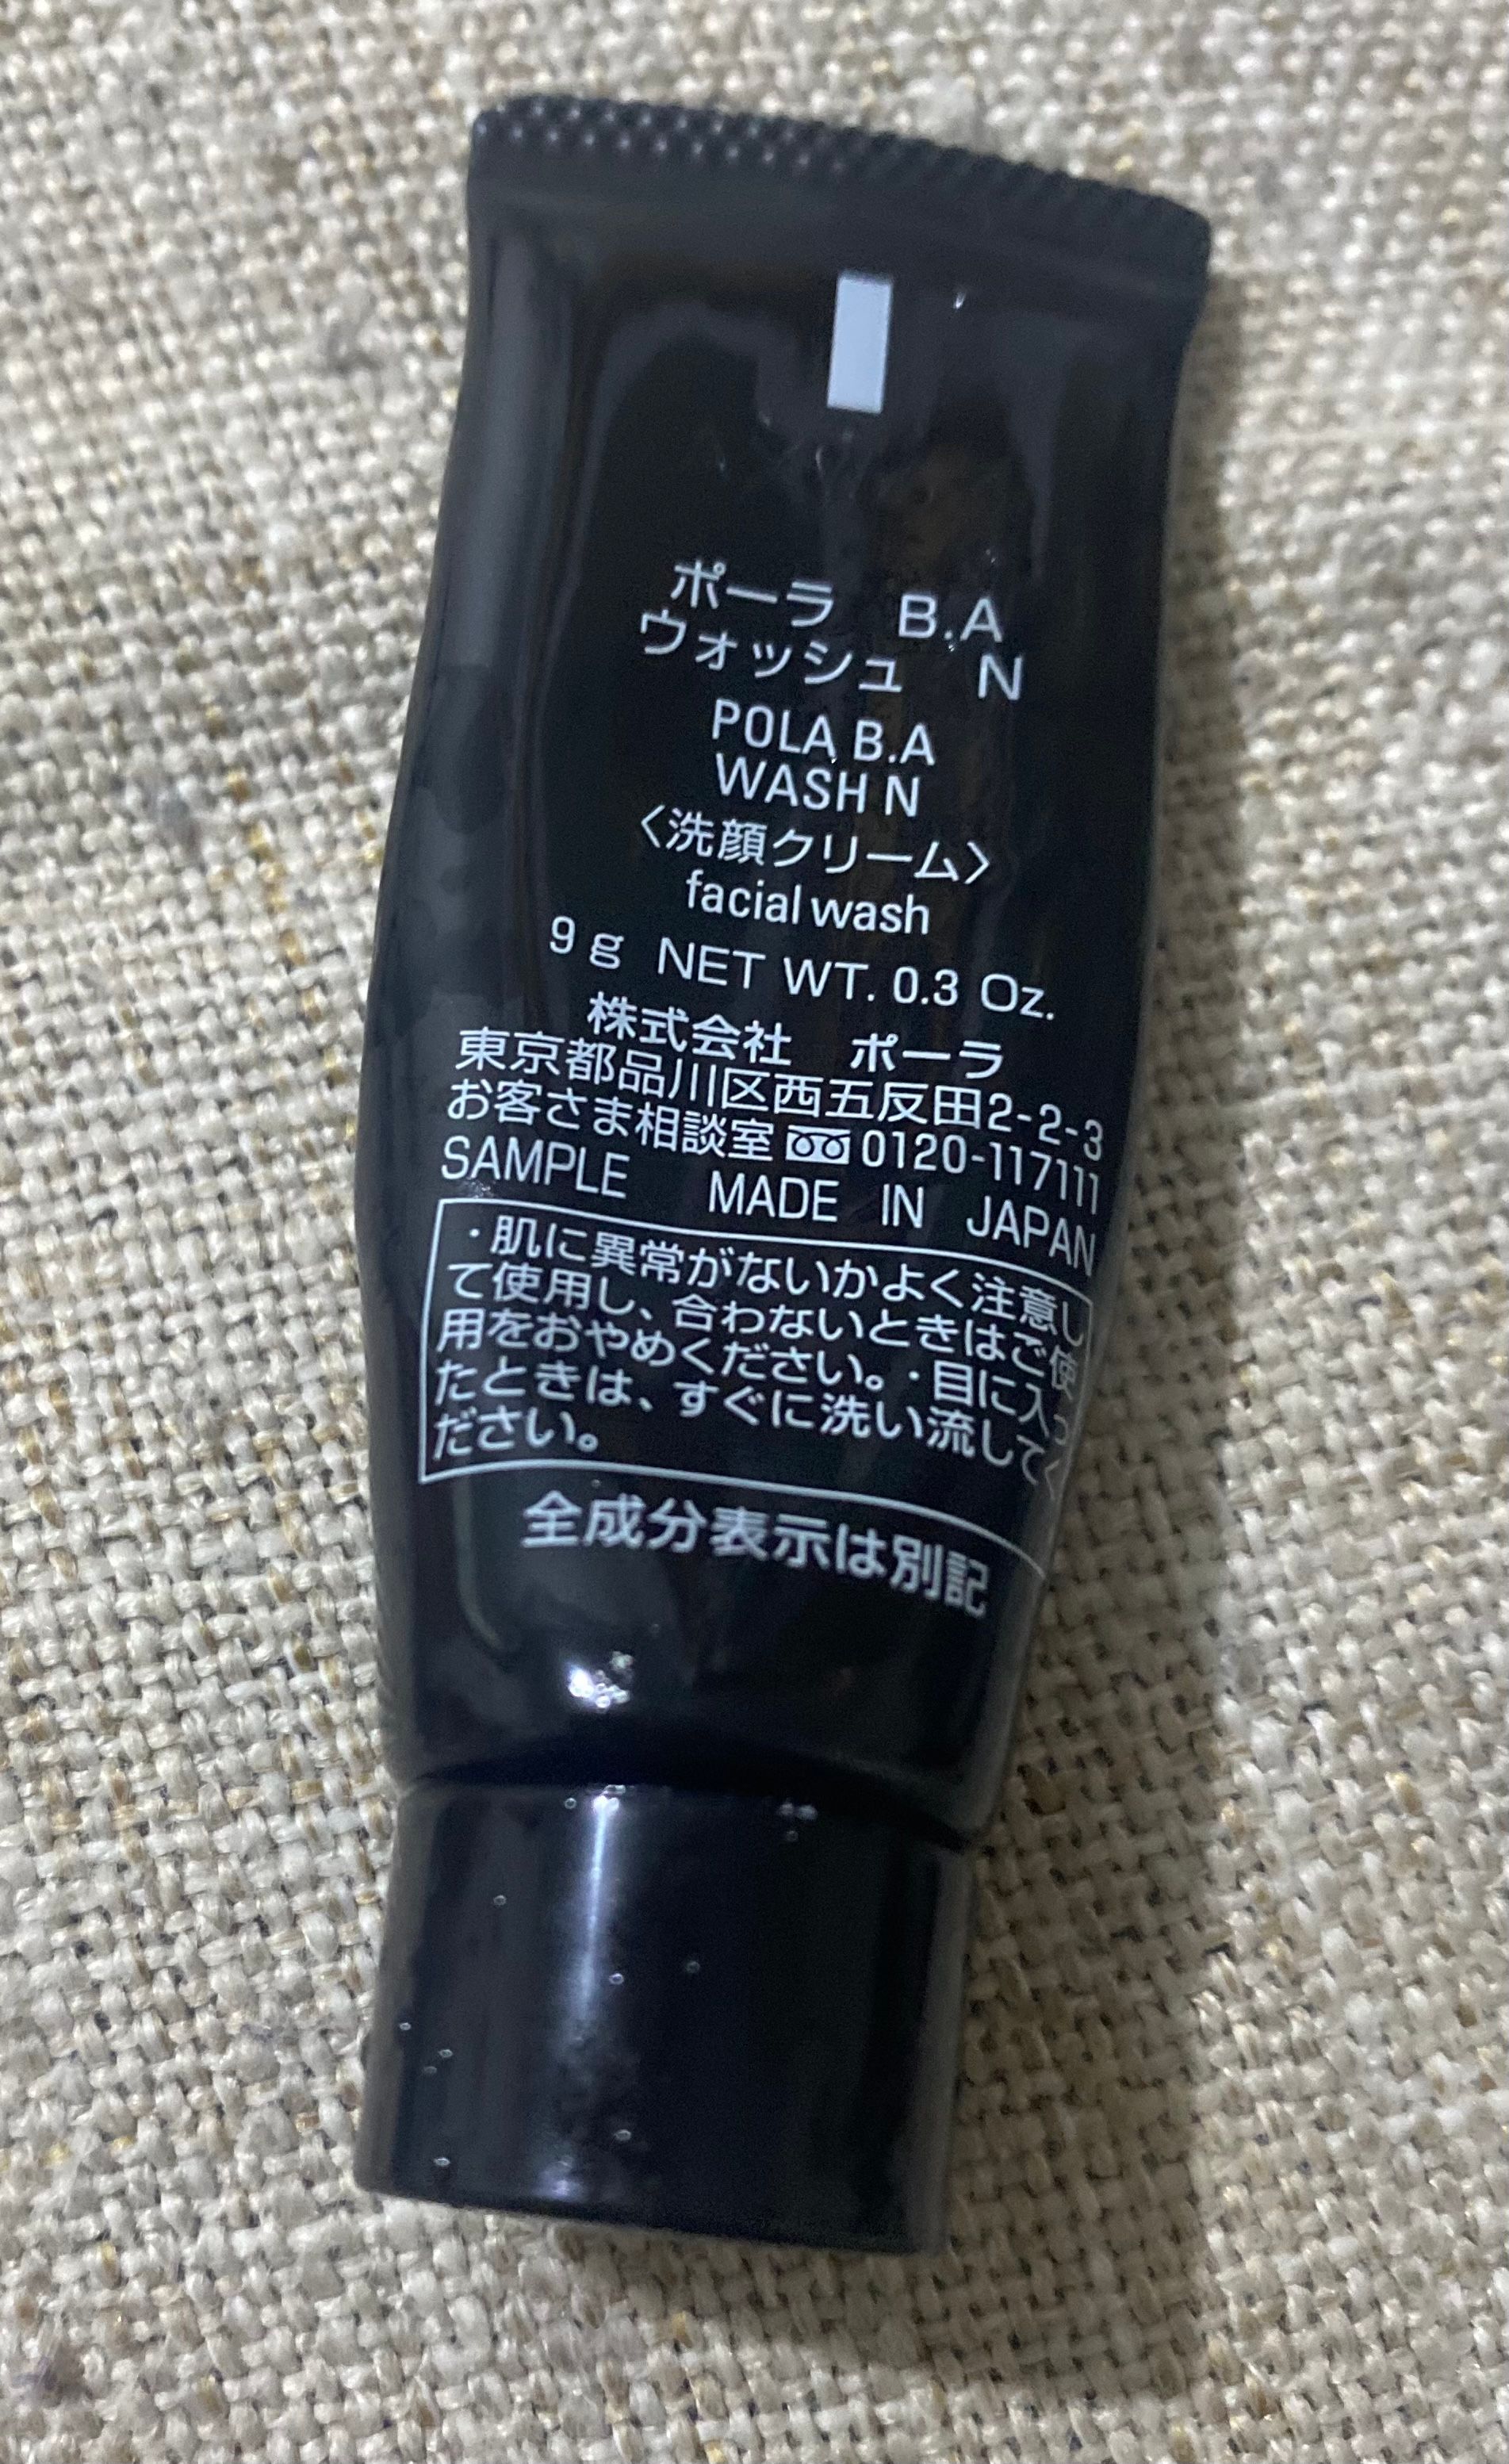 ポーラ B.A
ウォッシュ N
POLA B.A
WASH N
〈洗顔クリーム〉
facial wash
9 g NET WT. 0.3 Oz.
株式会社 ポーラ
東京都品川区西五反田2-2-3
お客さま相談室 0120-117111
SAMPLE MADE IN JAPAN
・肌に異常がないかよく注意し
て使用し、合わないときはご使
用をおやめください。・目に入っ
たときは、すぐに洗い流してく
ださい。
全成分表示は別記